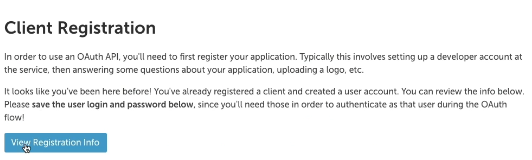 Client Registration
In order to use an OAuth API, you'll need to first register your application. Typically this involves setting up a developer account at
the service, then answering some questions about your application, uploading a logo, etc.
It looks like you've been here before! You've already registered a client and created a user account. You can review the info below.
Please save the user login and password below, since you'll need those in order to authenticate as that user during the OAuth
flow!
View Registration Info